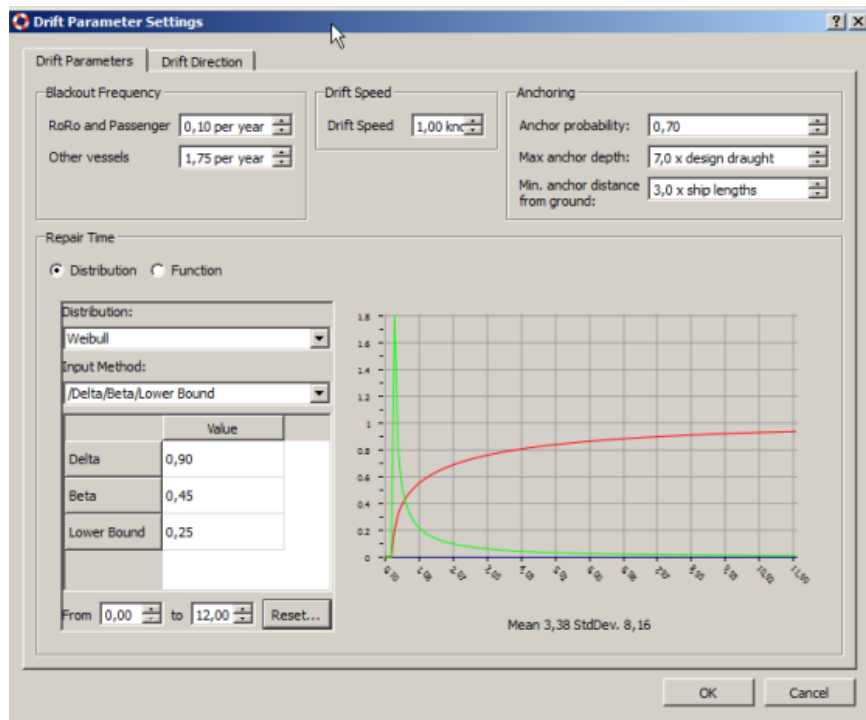 Drift Parameter Settings
Drift Parameters
Drift Direction
Blackout Frequency
RoRo and Passenger 0,10 per year
Other vessels 1,75 per year
Drift Speed
Drift Speed 1,00 knc
Anchoring
Anchor probability: 0,70
Max anchor depth: 7,0 x design draught
Min. anchor distance
from ground: 3,0 x ship lengths
Repair Time
Distribution Function
Distribution:
Weibull
Input Method:
/Delta/Beta/Lower Bound
Value
Delta 0,90
Beta 0,45
Lower Bound 0,25
From 0,00 to 12,00 Reset...
1.8
1.6
1.4
1.2
1
0.8
0.6
0.4
0.2
0
Mean 3,38 StdDev. 8,16
OK Cancel